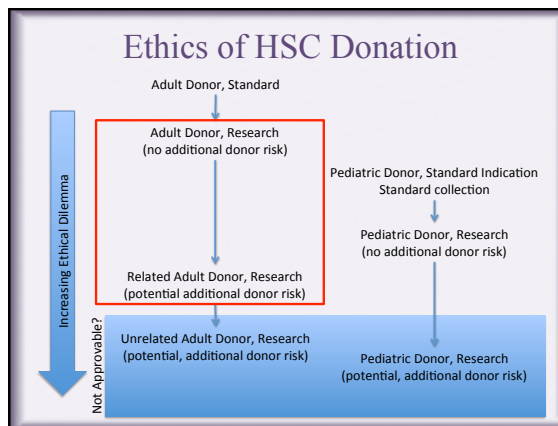 Ethics of HSC Donation
Adult Donor, Standard
Adult Donor, Research
(no additional donor risk)
Pediatric Donor, Standard Indication
Standard collection
Pediatric Donor, Research
(no additional donor risk)
Related Adult Donor, Research
(potential additional donor risk)
Unrelated Adult Donor, Research
(potential, additional donor risk)
Pediatric Donor, Research
(potential, additional donor risk)
Increasing Ethical Dilemma
Not Approvable?